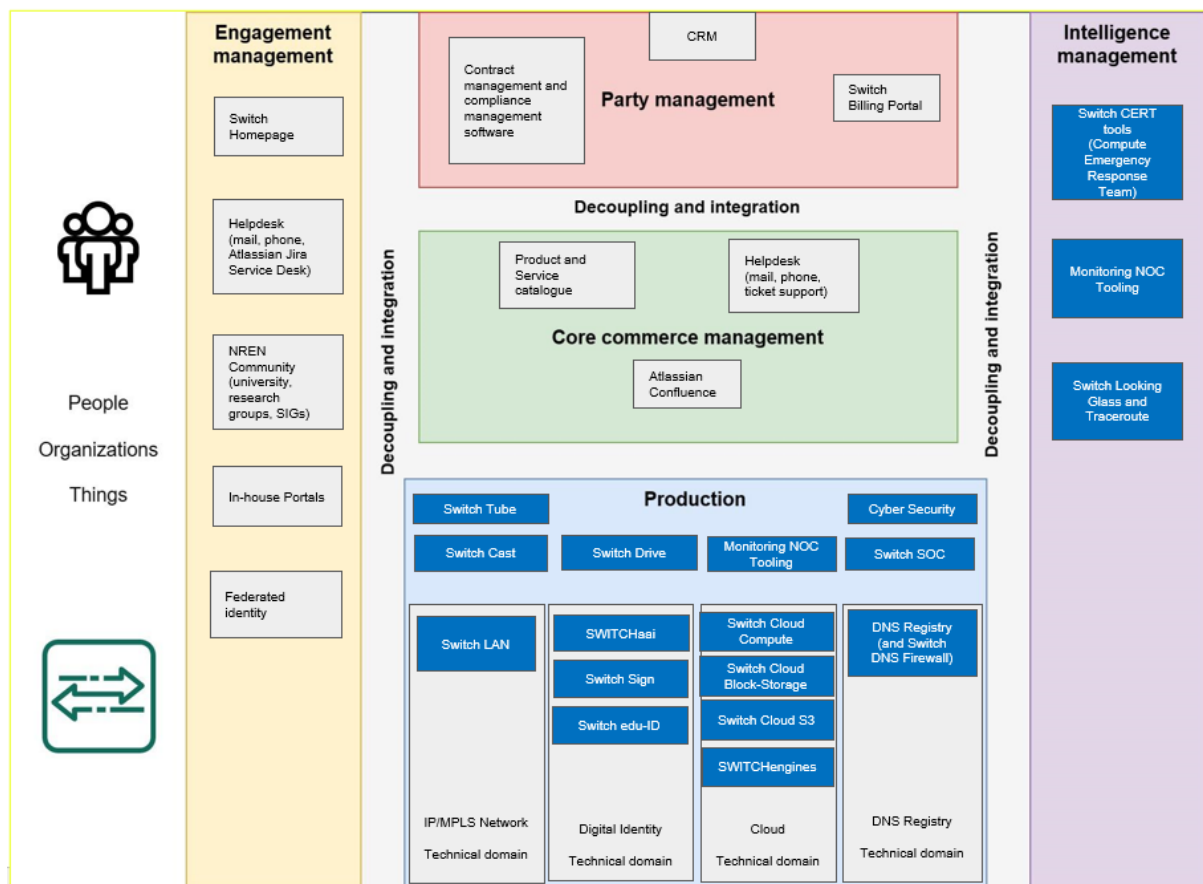 People
Organizations
Things
Engagement
management
Switch
Homepage
Helpdesk
(mail, phone,
Atlassian Jira
Service Desk)
NREN
Community
(university,
research
groups, SIGs)
In-house Portals
Federated
identity
Decoupling and integration
CRM
Contract
management and
compliance
management
software
Party management
Switch
Billing Portal
Decoupling and integration
Product and
Service
catalogue
Helpdesk
(mail, phone,
ticket support)
Core commerce management
Atlassian
Confluence
Production
Switch Tube
Cyber Security
Switch Cast
Switch Drive
Monitoring NOC
Tooling
Switch SOC
Switch LAN
IP/MPLS Network
Technical domain
SWITCHaai
Switch Sign
Switch edu-ID
Digital Identity
Technical domain
Switch Cloud
Compute
Switch Cloud
Block-Storage
Switch Cloud S3
SWITCHengines
Cloud
Technical domain
DNS Registry
(and Switch
DNS Firewall)
DNS Registry
Technical domain
Decoupling and integration
Intelligence
management
Switch CERT
tools
(Compute
Emergency
Response
Team)
Monitoring NOC
Tooling
Switch Looking
Glass and
Traceroute